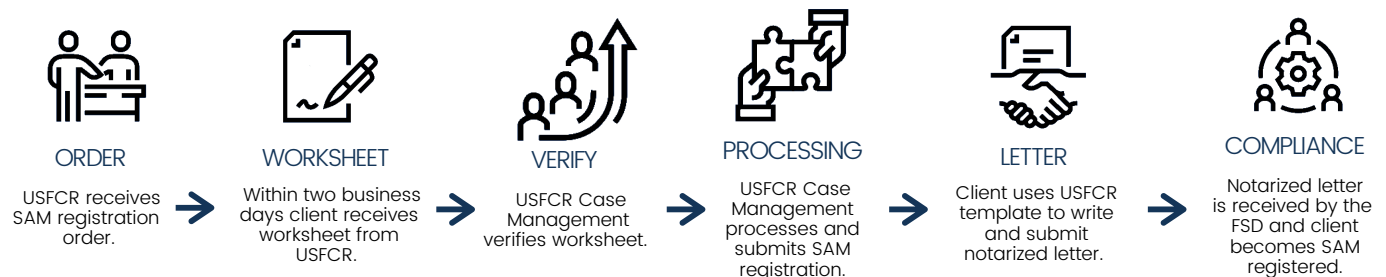 ORDER
USFCR receives
SAM registration
order.
WORKSHEET
Within two business
days client receives
worksheet from
USFCR.
VERIFY
USFCR Case
Management
verifies worksheet.
PROCESSING
USFCR Case
Management
processes and
submits SAM
registration.
LETTER
Client uses USFCR
template to write
and submit
notarized letter.
COMPLIANCE
Notarized letter
is received by the
FSD and client
becomes SAM
registered.